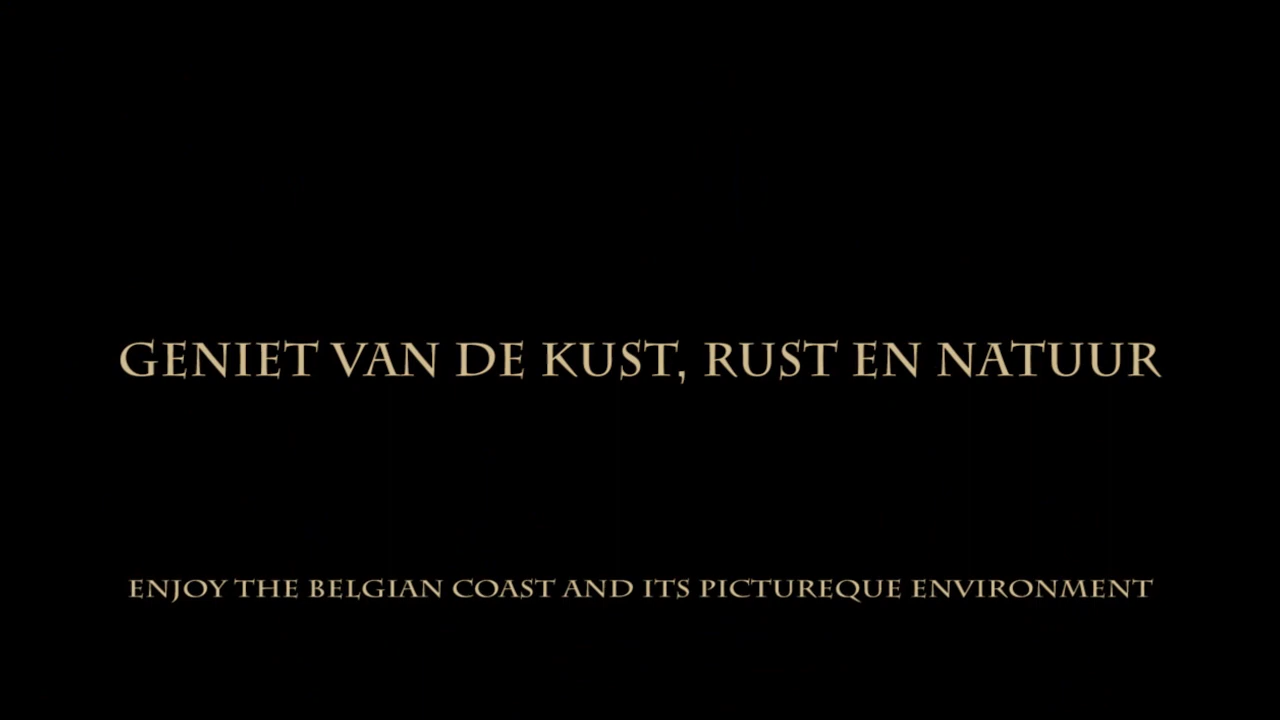 GENIET VAN DE KUST, RUST EN NATUUR
ENJOY THE BELGIAN COAST AND ITS PICTUREQUE ENVIRONMENT